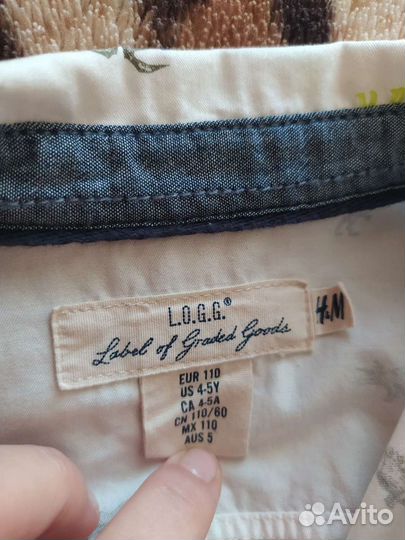 L.O.G.G.®
Label of Graded Goods
H&M
EUR 110
US 4-5Y
CA 4-5A
CN 110/60
MX 110
AUS 5
Avito